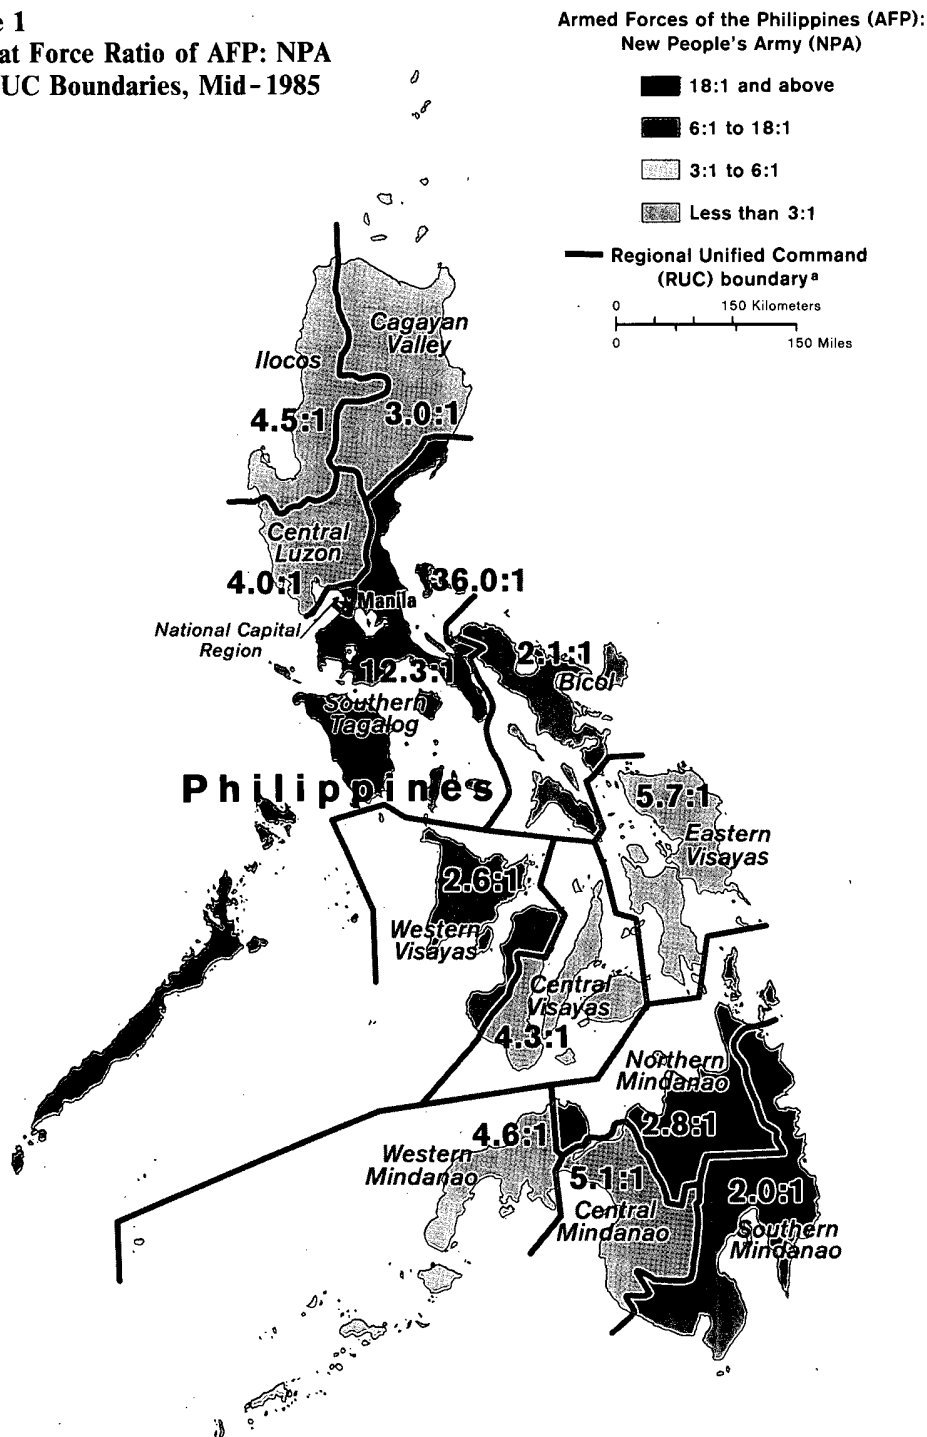 e 1
at Force Ratio of AFP: NPA
UC Boundaries, Mid-1985
Armed Forces of the Philippines (AFP):
New People's Army (NPA)
18:1 and above
6:1 to 18:1
3:1 to 6:1
Less than 3:1
Regional Unified Command
(RUC) boundary a
0 150 Kilometers
0 150 Miles
Cagayan
Valley
Ilocos
4.5:1
3.0:1
Central
Luzon
4.0:1
36.0:1
Manila
National Capital
Region
2.1:1
12.3:1
Bicol
Southern
Tagalog
Philippines
5.7:1
Eastern
Visayas
2.6:1
Western
Visayas
Central
Visayas
4.3:1
Northern
Mindanao
2.8:1
4.6:1
Western
Mindanao
5.1:1
Central
Mindanao
2.0:1
Southern
Mindanao